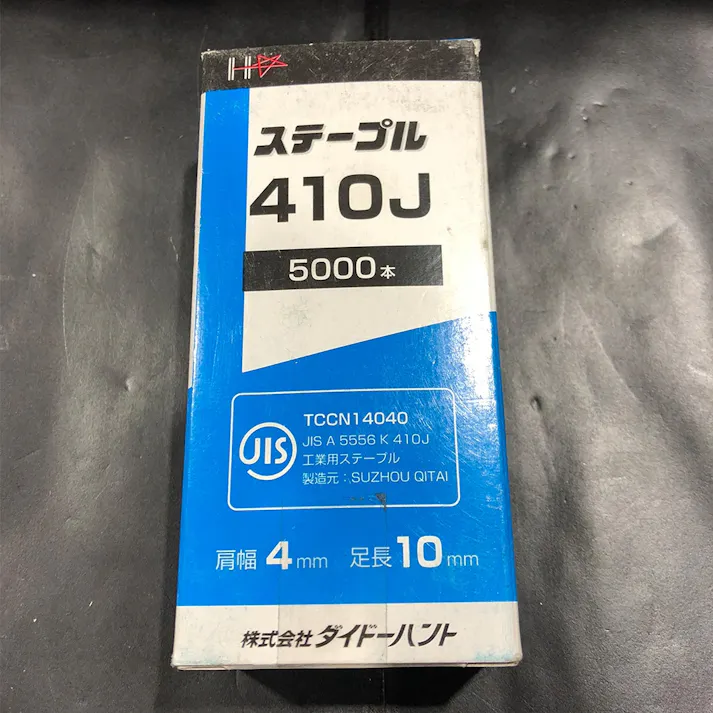 H
ステープル
410J
5000本
JIS
TCCN14040
JIS A 5556 K 410J
工業用ステープル
製造元：SUZHOU QITAI
肩幅 4mm 足長 10mm
株式会社 ダイドーハント